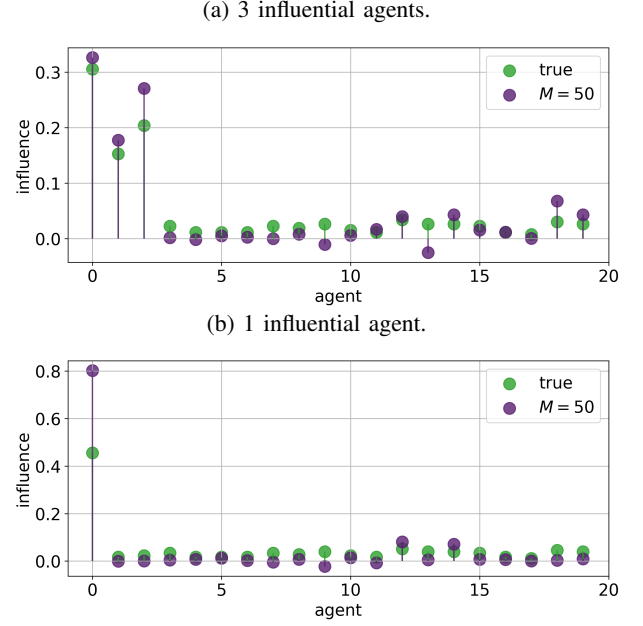 (a) 3 influential agents.
0.3
0.2
0.1
0.0
influence
true
M = 50
0 5 10 15 20
agent
(b) 1 influential agent.
0.8
0.6
0.4
0.2
0.0
influence
true
M = 50
0 5 10 15 20
agent